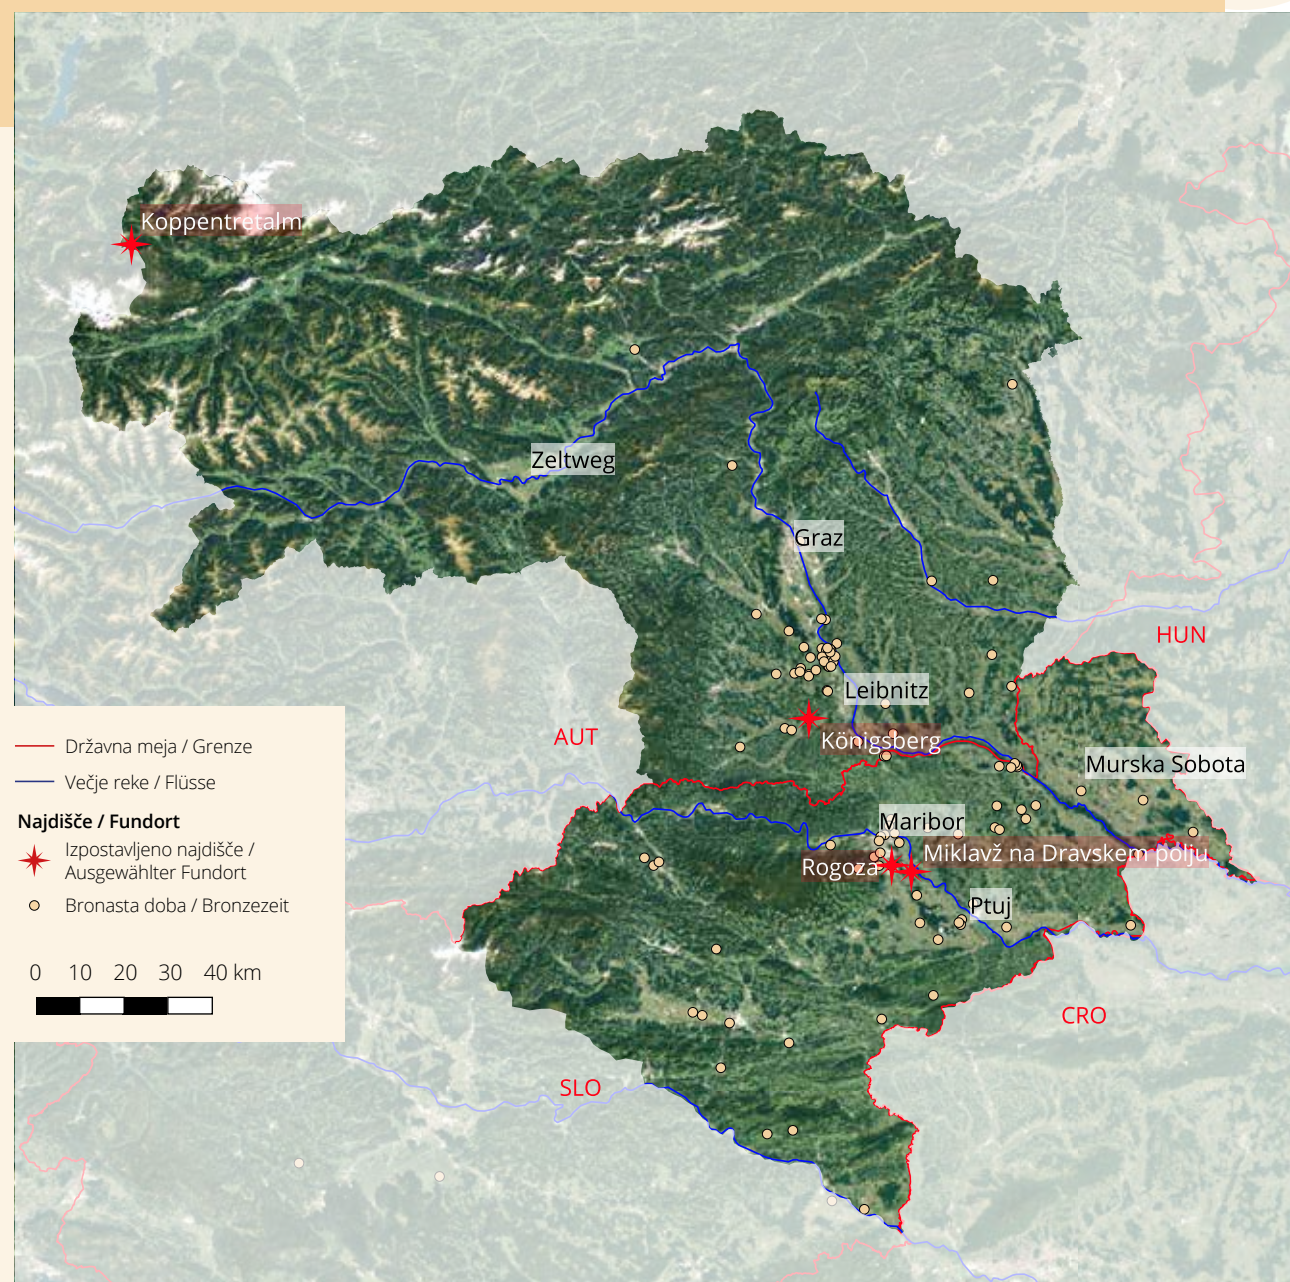 Koppentretalm
Zeltweg
Graz
HUN
Leibnitz
AUT
Königsberg
Murska Sobota
Maribor
Miklavž na Dravskem polju
Rogoza
Ptuj
CRO
SLO
Državna meja / Grenze
Večje reke / Flüsse
Najdišče / Fundort
Izpostavljeno najdišče /
Ausgewählter Fundort
Bronasta doba / Bronzezeit
0 10 20 30 40 km